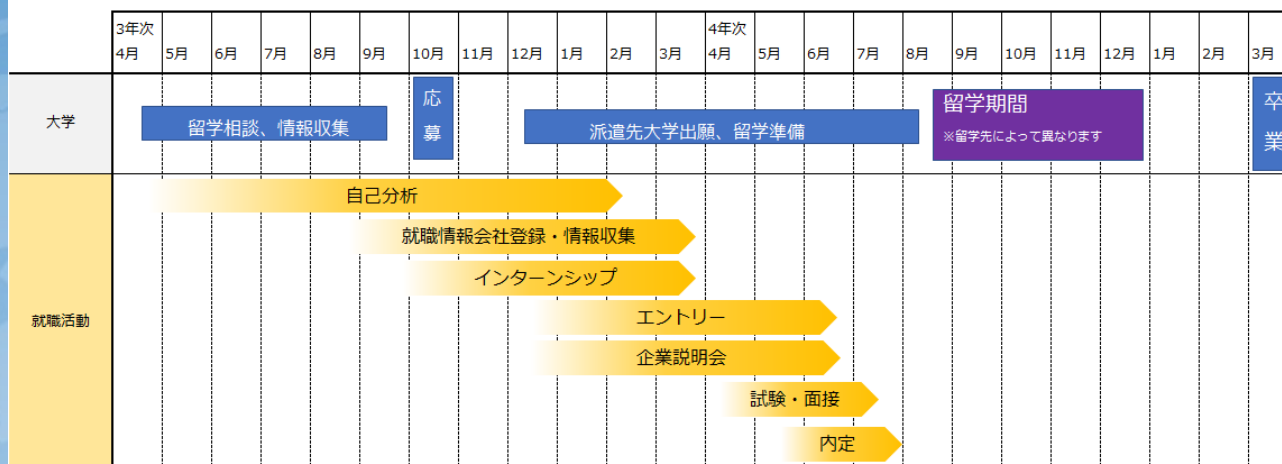 3年次 4年次
4月 5月 6月 7月 8月 9月 10月 11月 12月 1月 2月 3月 4月 5月 6月 7月 8月 9月 10月 11月 12月 1月 2月 3月
大学
留学相談、情報収集
応
募
派遣先大学出願、留学準備
留学期間
※留学先によって異なります
卒
業
就職活動
自己分析
就職情報会社登録・情報収集
インターンシップ
エントリー
企業説明会
試験・面接
内定